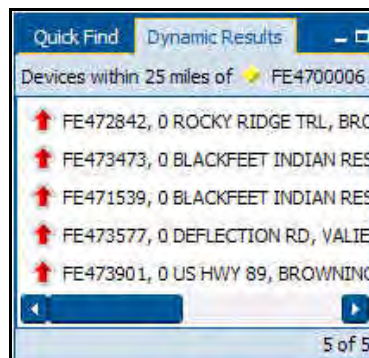 Quick Find Dynamic Results
Devices within 25 miles of FE4700006
FE472842, 0 ROCKY RIDGE TRL, BRO
FE473473, 0 BLACKFEET INDIAN RES
FE471539, 0 BLACKFEET INDIAN RES
FE473577, 0 DEFLECTION RD, VALIE
FE473901, 0 US HWY 89, BROWNING
5 of 5